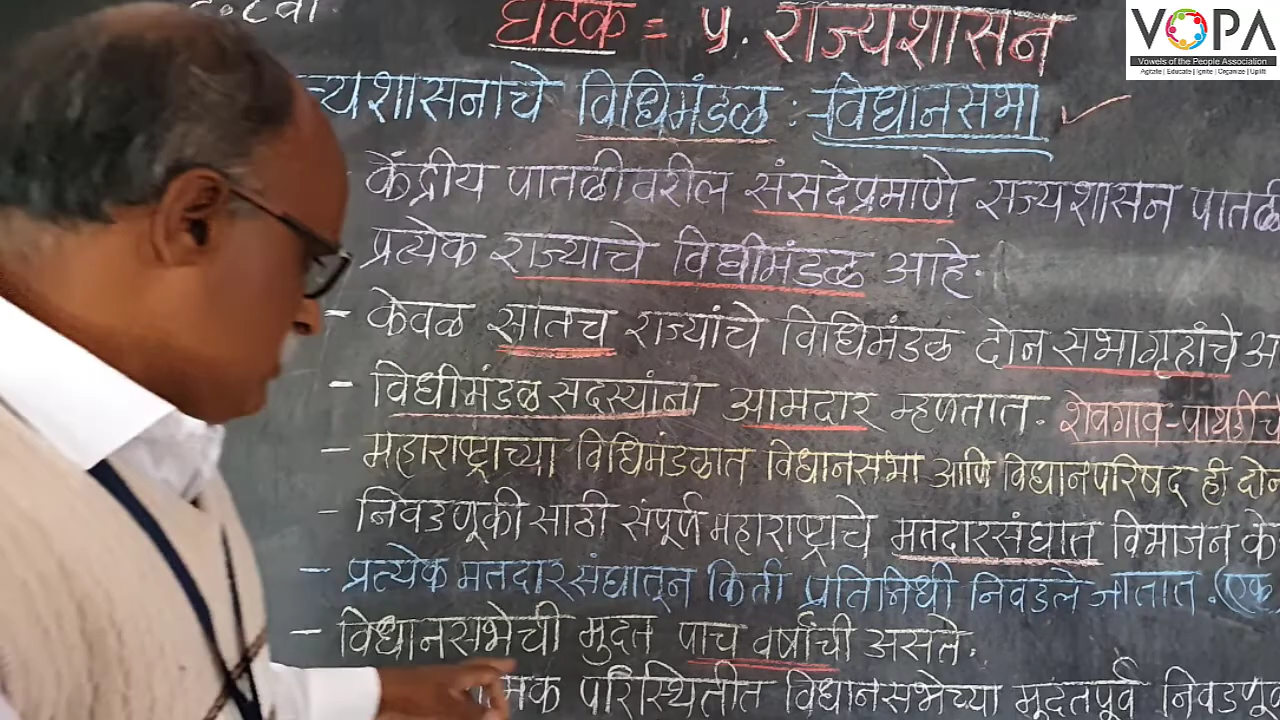 घटक = ५. राज्यशासन
VOPA
Vowels of the People Association
Agitate | Educate | Ignite | Organize | Uplift
विधिमंडळ : विधानसभा
केंद्रीय पातळीवरील संसदेप्रमाणे राज्यशासन पातळी
प्रत्येक राज्याचे विधीमंडळ आहे.
- केवळ सातच राज्यांचे विधिमंडळ दोन सभागृहांचे
- विधीमंडळ सदस्यांना आमदार म्हणतात. शेवगाव-पाथर्डीचे
- महाराष्ट्राच्या विधिमंडळात विधानसभा आणि विधानपरिषद ही दोन
- निवडणूकीसाठी संपूर्ण महाराष्ट्राचे मतदारसंघात विभाजन
- प्रत्येक मतदारसंघातून किती प्रतिनिधी निवडले जातात. (एक
- विधानसभेची मुदत पाच वर्षांची असते.
परिस्थितीत विधानसभेच्या मुदतपूर्व